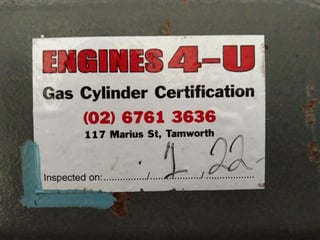 ENGINES 4-U
Gas Cylinder Certification
(02) 6761 3636
117 Marius St, Tamworth
Inspected on: , 1 , 22